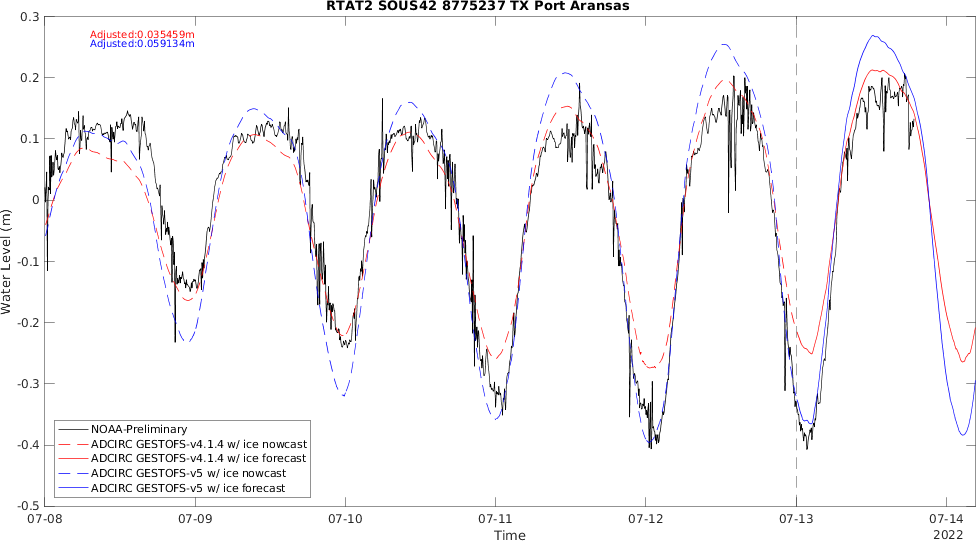 RTAT2 SOUS42 8775237 TX Port Aransas
Adjusted:0.035459m
Adjusted:0.059134m
0.3
0.2
0.1
0
-0.1
-0.2
-0.3
-0.4
-0.5
Water Level (m)
NOAA-Preliminary
ADCIRC GESTOFS-v4.1.4 w/ ice nowcast
ADCIRC GESTOFS-v4.1.4 w/ ice forecast
ADCIRC GESTOFS-v5 w/ ice nowcast
ADCIRC GESTOFS-v5 w/ ice forecast
07-08 07-09 07-10 07-11 07-12 07-13 07-14
Time
2022